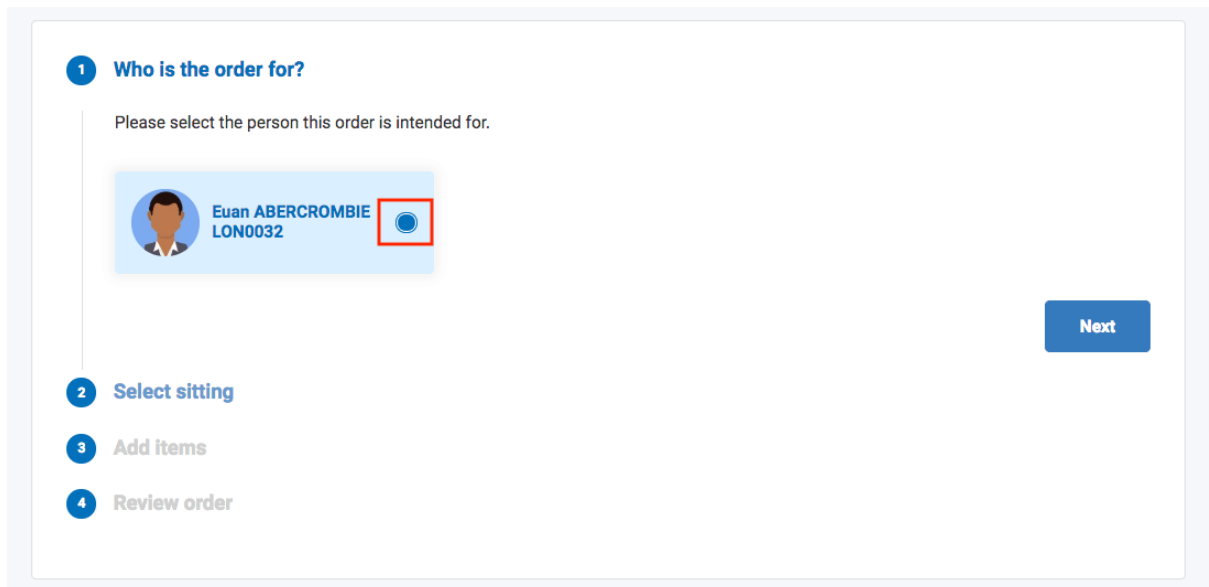 1 Who is the order for?
Please select the person this order is intended for.
Euan ABERCROMBIE
LON0032
Next
2 Select sitting
3 Add items
4 Review order